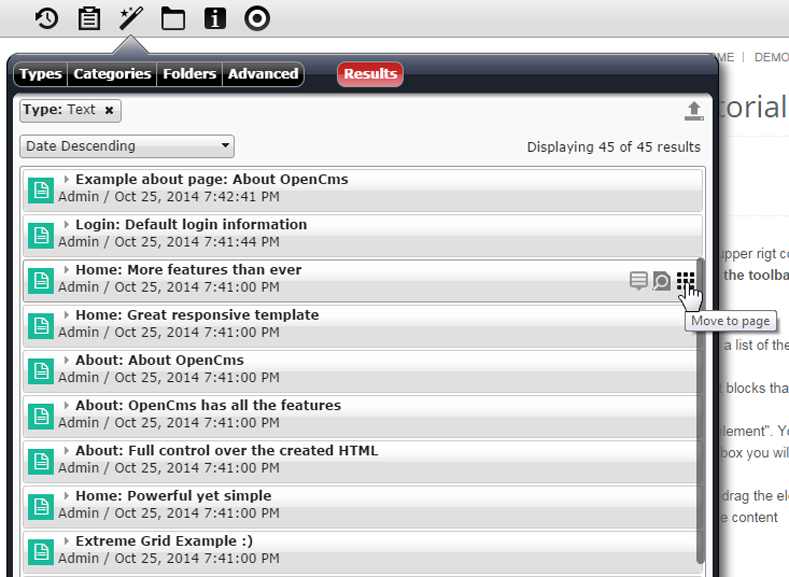 ME | DEMO
Types Categories Folders Advanced Results
torial
Type: Text ×
Date Descending
Displaying 45 of 45 results
Example about page: About OpenCms
Admin / Oct 25, 2014 7:42:41 PM
Login: Default login information
Admin / Oct 25, 2014 7:41:44 PM
upper rigt co
Home: More features than ever
Admin / Oct 25, 2014 7:41:00 PM
the toolba
Home: Great responsive template
Admin / Oct 25, 2014 7:41:00 PM
Move to page
a list of the
About: About OpenCms
Admin / Oct 25, 2014 7:41:00 PM
t blocks tha
About: OpenCms has all the features
Admin / Oct 25, 2014 7:41:00 PM
element". Yo
About: Full control over the created HTML
Admin / Oct 25, 2014 7:41:00 PM
box you wil
Home: Powerful yet simple
Admin / Oct 25, 2014 7:41:00 PM
drag the ele
e content
Extreme Grid Example :)
Admin / Oct 25, 2014 7:41:00 PM